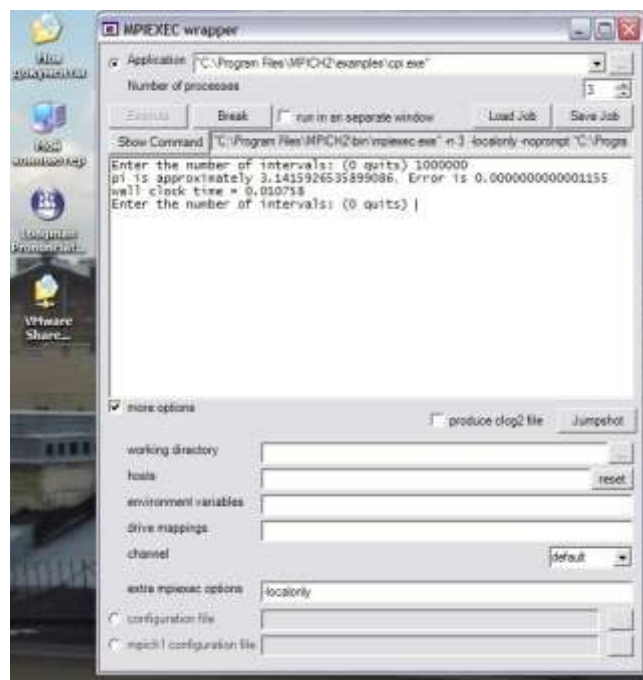 Мои
документы
Мой
компьютер
VMware
Share...
MPIEXEC wrapper
Application "C:\Program Files\MPICH2\examples\cpi.exe" ...
Number of processes 3
Execute Break run in an separate window Load Job Save Job
Show Command "C:\Program Files\MPICH2\bin\mpiexec.exe" -n 3 -localonly -noprompt "C:\Progra
Enter the number of intervals: (0 quits) 1000000
pi is approximately 3.1415926535899086, Error is 0.0000000000001155
wall clock time = 0.010758
Enter the number of intervals: (0 quits)
more options
produce clog2 file Jumpshot
working directory ...
hosts reset
environment variables
drive mappings
channel default
extra mpiexec options -localonly
configuration file
mpich1 configuration file